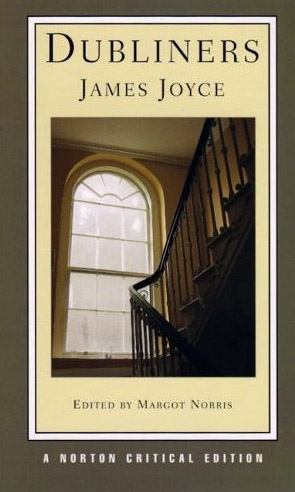 DUBLINERS
JAMES JOYCE
EDITED BY MARGOT NORRIS
A NORTON CRITICAL EDITION